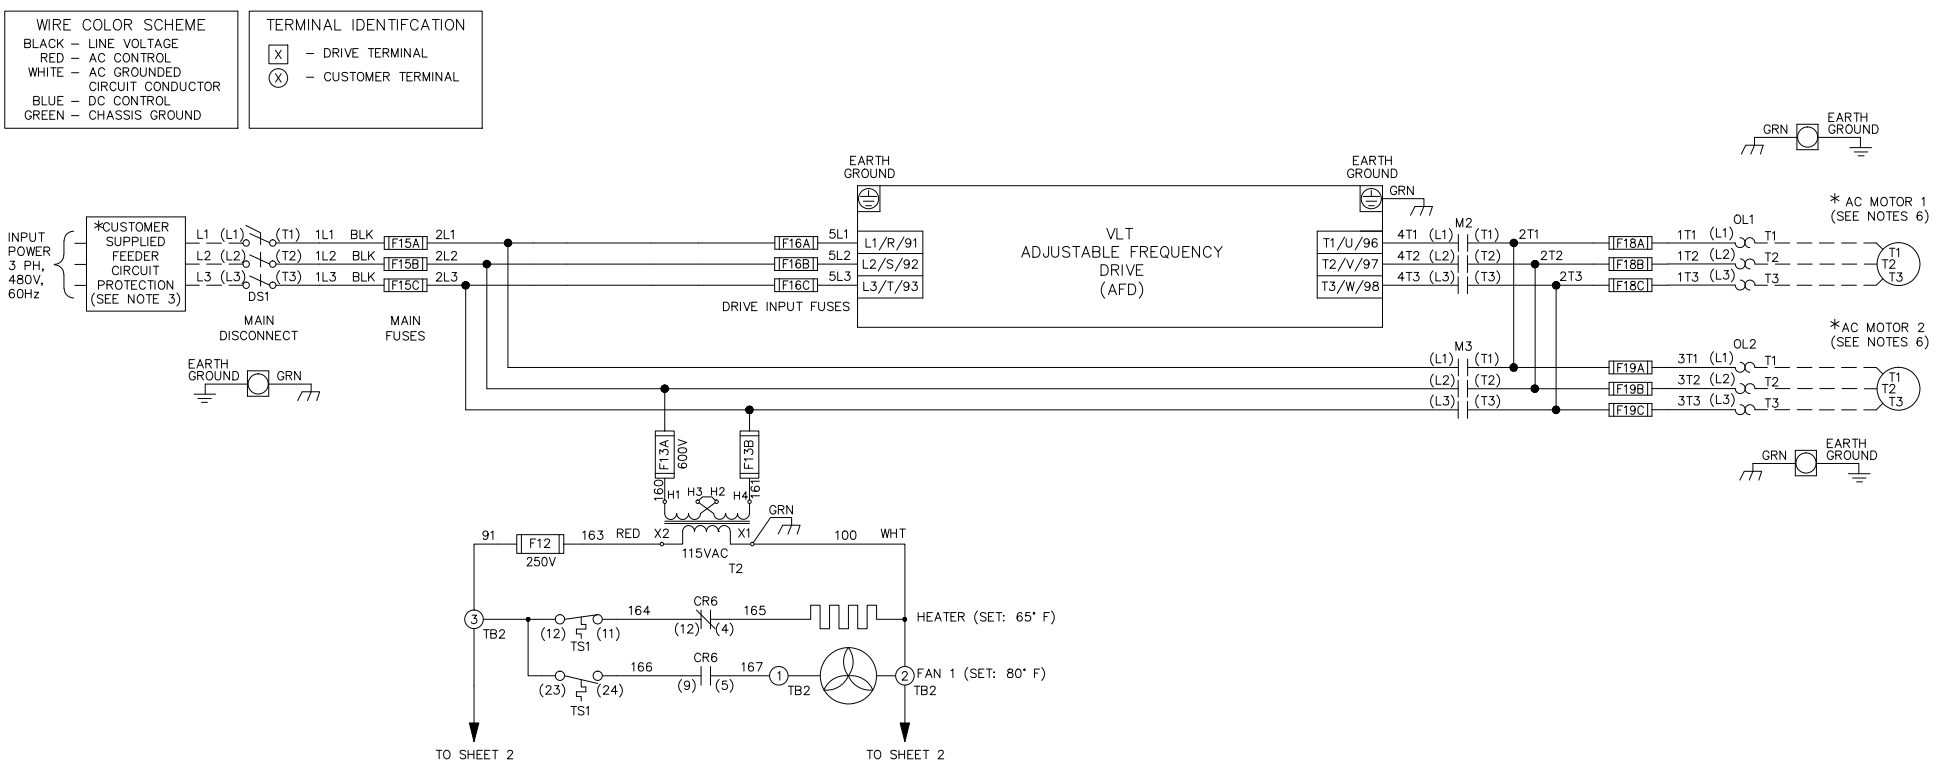 WIRE COLOR SCHEME
BLACK – LINE VOLTAGE
RED – AC CONTROL
WHITE – AC GROUNDED
CIRCUIT CONDUCTOR
BLUE – DC CONTROL
GREEN – CHASSIS GROUND
TERMINAL IDENTIFCATION
X – DRIVE TERMINAL
X – CUSTOMER TERMINAL
GRN
EARTH
GROUND
INPUT
POWER
3 PH,
480V,
60Hz
*CUSTOMER
SUPPLIED
FEEDER
CIRCUIT
PROTECTION
(SEE NOTE 3)
L1 (L1) (T1) 1L1 BLK F15A 2L1
L2 (L2) (T2) 1L2 BLK F15B 2L2
L3 (L3) (T3) 1L3 BLK F15C 2L3
DS1
MAIN
DISCONNECT
MAIN
FUSES
EARTH
GROUND
GRN
F16A 5L1
F16B 5L2
F16C 5L3
DRIVE INPUT FUSES
EARTH
GROUND
L1/R/91
L2/S/92
L3/T/93
VLT
ADJUSTABLE FREQUENCY
DRIVE
(AFD)
EARTH
GROUND
GRN
T1/U/96
T2/V/97
T3/W/98
M2
4T1 (L1) (T1) 2T1
4T2 (L2) (T2) 2T2
4T3 (L3) (T3) 2T3
OL1
F18A 1T1 (L1) T1
F18B 1T2 (L2) T2
F18C 1T3 (L3) T3
* AC MOTOR 1
(SEE NOTES 6)
T1
T2
T3
M3
(L1) (T1)
(L2) (T2)
(L3) (T3)
OL2
F19A 3T1 (L1) T1
F19B 3T2 (L2) T2
F19C 3T3 (L3) T3
*AC MOTOR 2
(SEE NOTES 6)
T1
T2
T3
GRN
EARTH
GROUND
F13A
600V
F13B
160
161
H1 H3 H2 H4
GRN
91 F12 163 RED X2 X1 100 WHT
250V
115VAC
T2
3
TB2
(12) (11)
TS1
164
CR6
(12) (4)
165
HEATER (SET: 65° F)
(23) (24)
TS1
166
CR6
(9) (5)
167
1
TB2
2
TB2
FAN 1 (SET: 80° F)
TO SHEET 2
TO SHEET 2